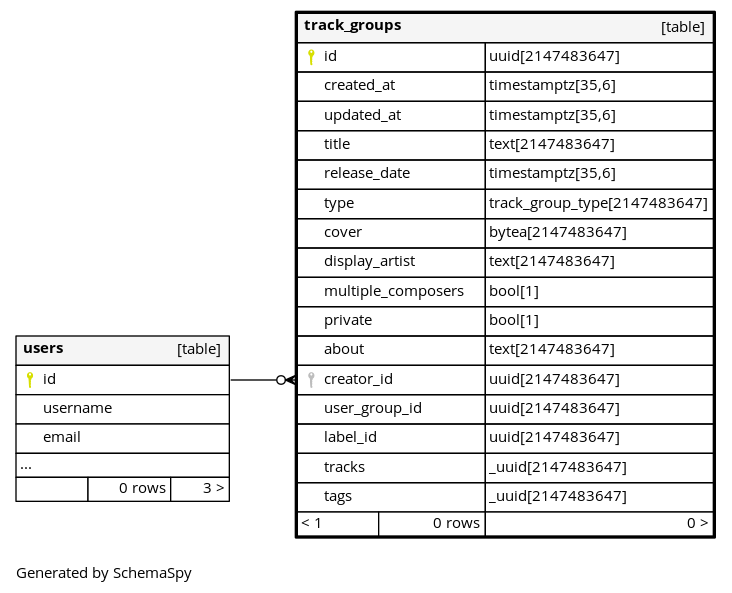 track_groups [table]
id uuid[2147483647]
created_at timestamptz[35,6]
updated_at timestamptz[35,6]
title text[2147483647]
release_date timestamptz[35,6]
type track_group_type[2147483647]
cover bytea[2147483647]
display_artist text[2147483647]
multiple_composers bool[1]
private bool[1]
about text[2147483647]
creator_id uuid[2147483647]
user_group_id uuid[2147483647]
label_id uuid[2147483647]
tracks _uuid[2147483647]
tags _uuid[2147483647]
< 1 0 rows 0 >
users [table]
id
username
email
...
0 rows 3 >
Generated by SchemaSpy